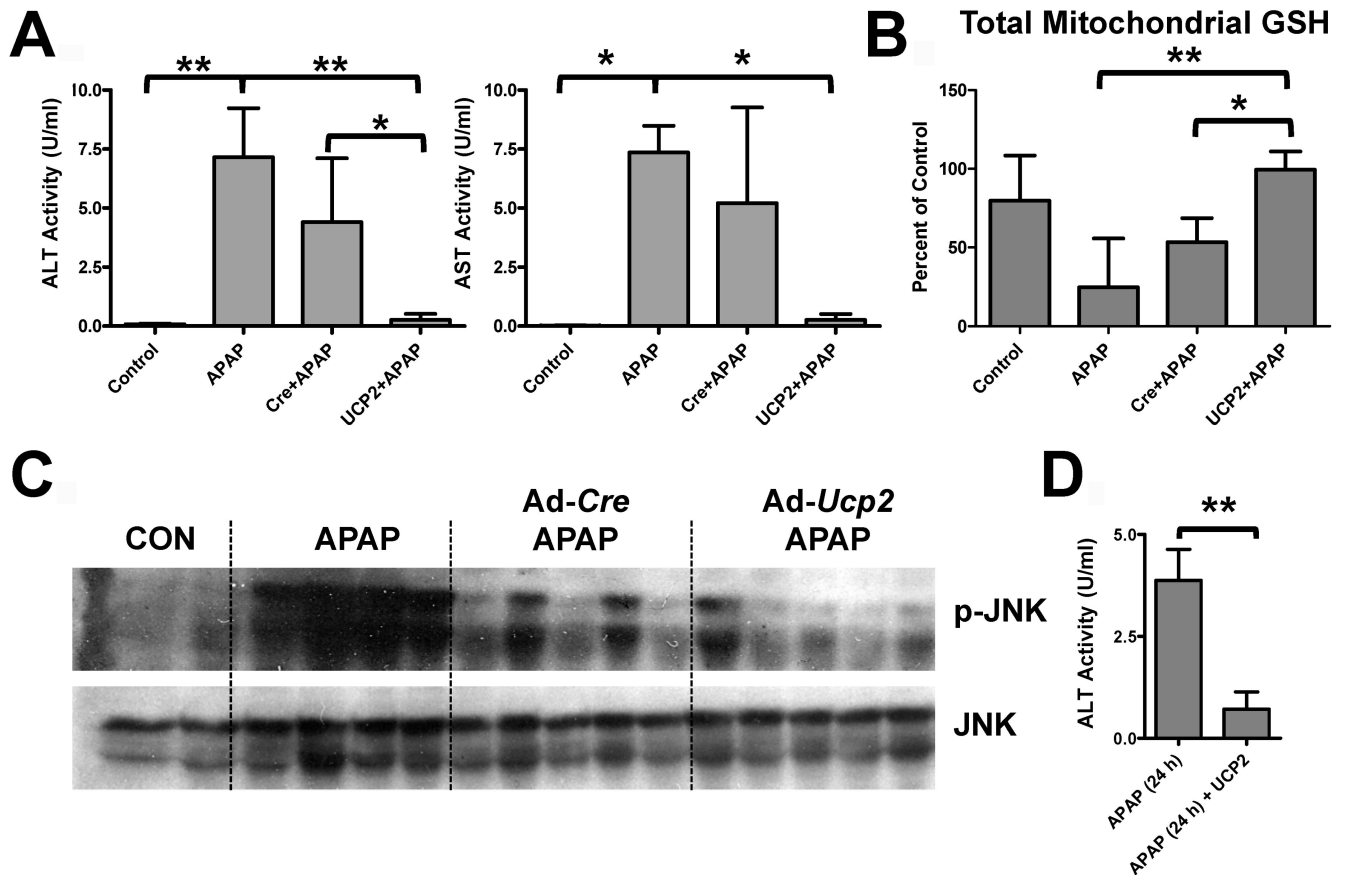 A
** **
*
ALT Activity (U/ml)
10.0
7.5
5.0
2.5
0.0
Control
APAP
Cre+APAP
UCP2+APAP
* *
AST Activity (U/ml)
10.0
7.5
5.0
2.5
0.0
Control
APAP
Cre+APAP
UCP2+APAP
B
Total Mitochondrial GSH
**
*
Percent of Control
150
100
50
0
Control
APAP
Cre+APAP
UCP2+APAP
C
CON
APAP
Ad-Cre
APAP
Ad-Ucp2
APAP
p-JNK
JNK
D
**
ALT Activity (U/ml)
5.0
2.5
0.0
APAP (24 h)
APAP (24 h) + UCP2